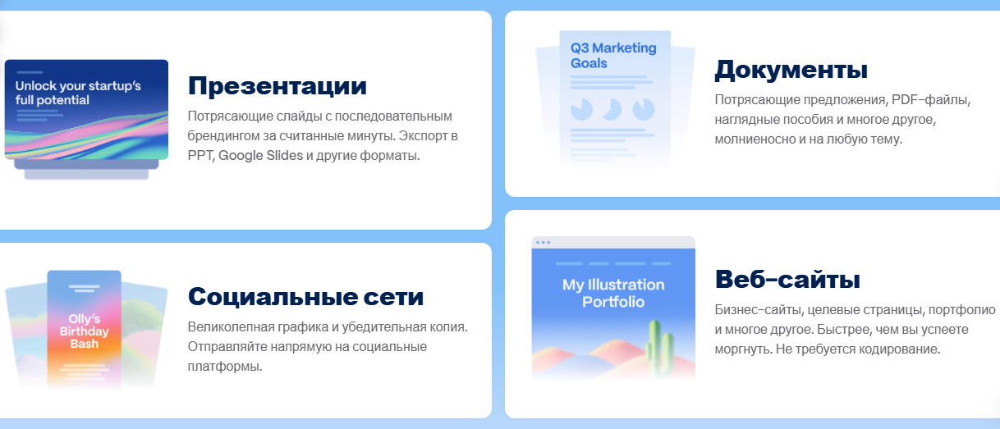 Unlock your startup's
full potential
Презентации
Потрясающие слайды с последовательным
брендингом за считанные минуты. Экспорт в
PPT, Google Slides и другие форматы.
Q3 Marketing
Goals
Документы
Потрясающие предложения, PDF-файлы,
наглядные пособия и многое другое,
молниеносно и на любую тему.
Olly's
Birthday
Bash
Социальные сети
Великолепная графика и убедительная копия.
Отправляйте напрямую на социальные
платформы.
My Illustration
Portfolio
Веб-сайты
Бизнес-сайты, целевые страницы, портфолио
и многое другое. Быстрее, чем вы успеете
моргнуть. Не требуется кодирование.